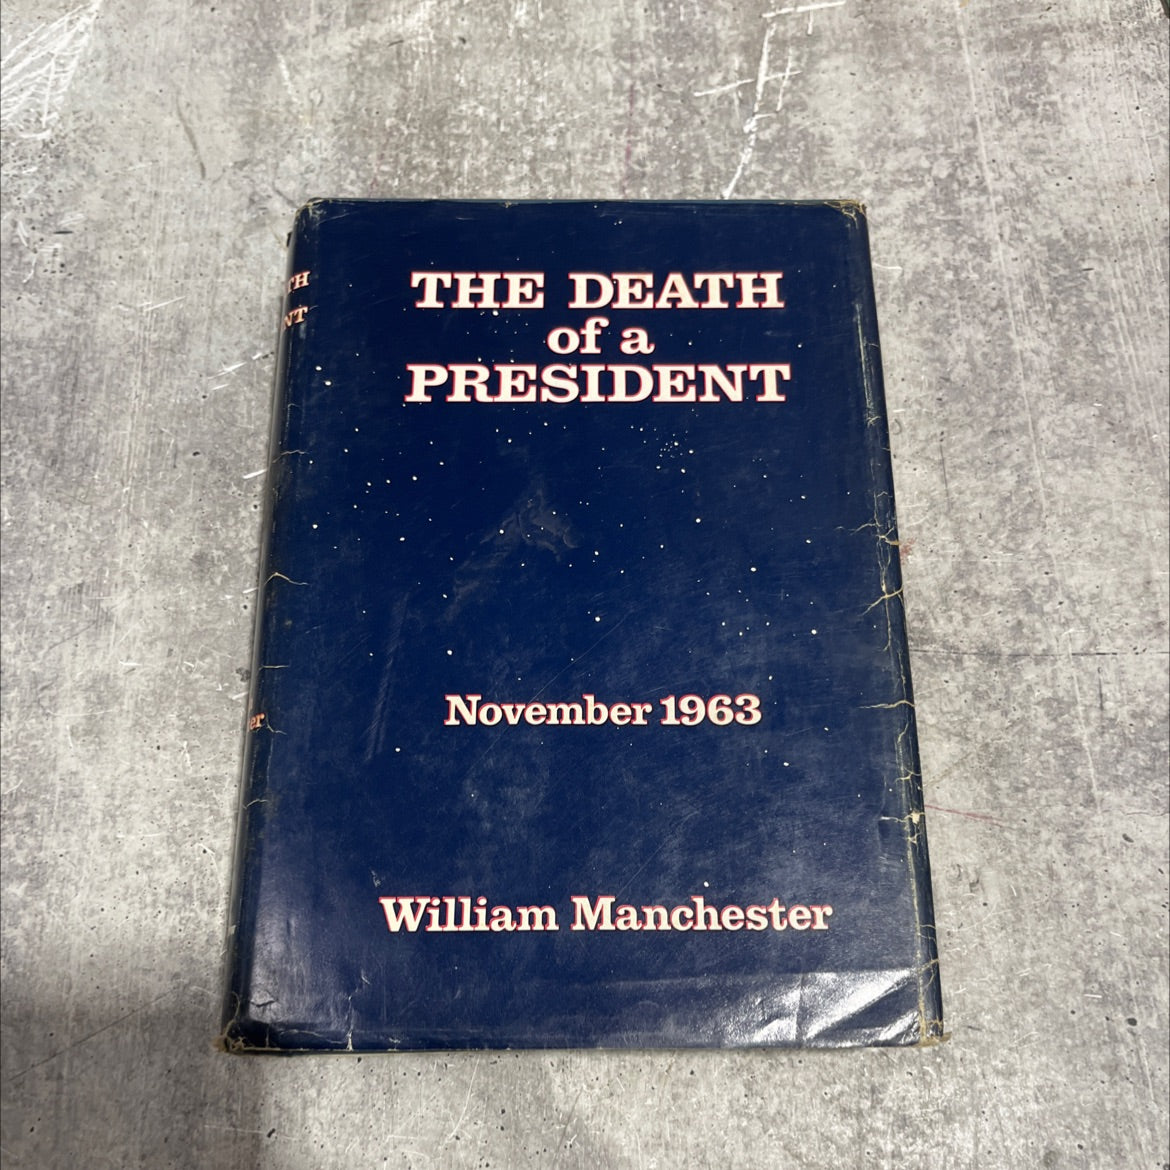 THE DEATH
of a
PRESIDENT
November 1963
William Manchester